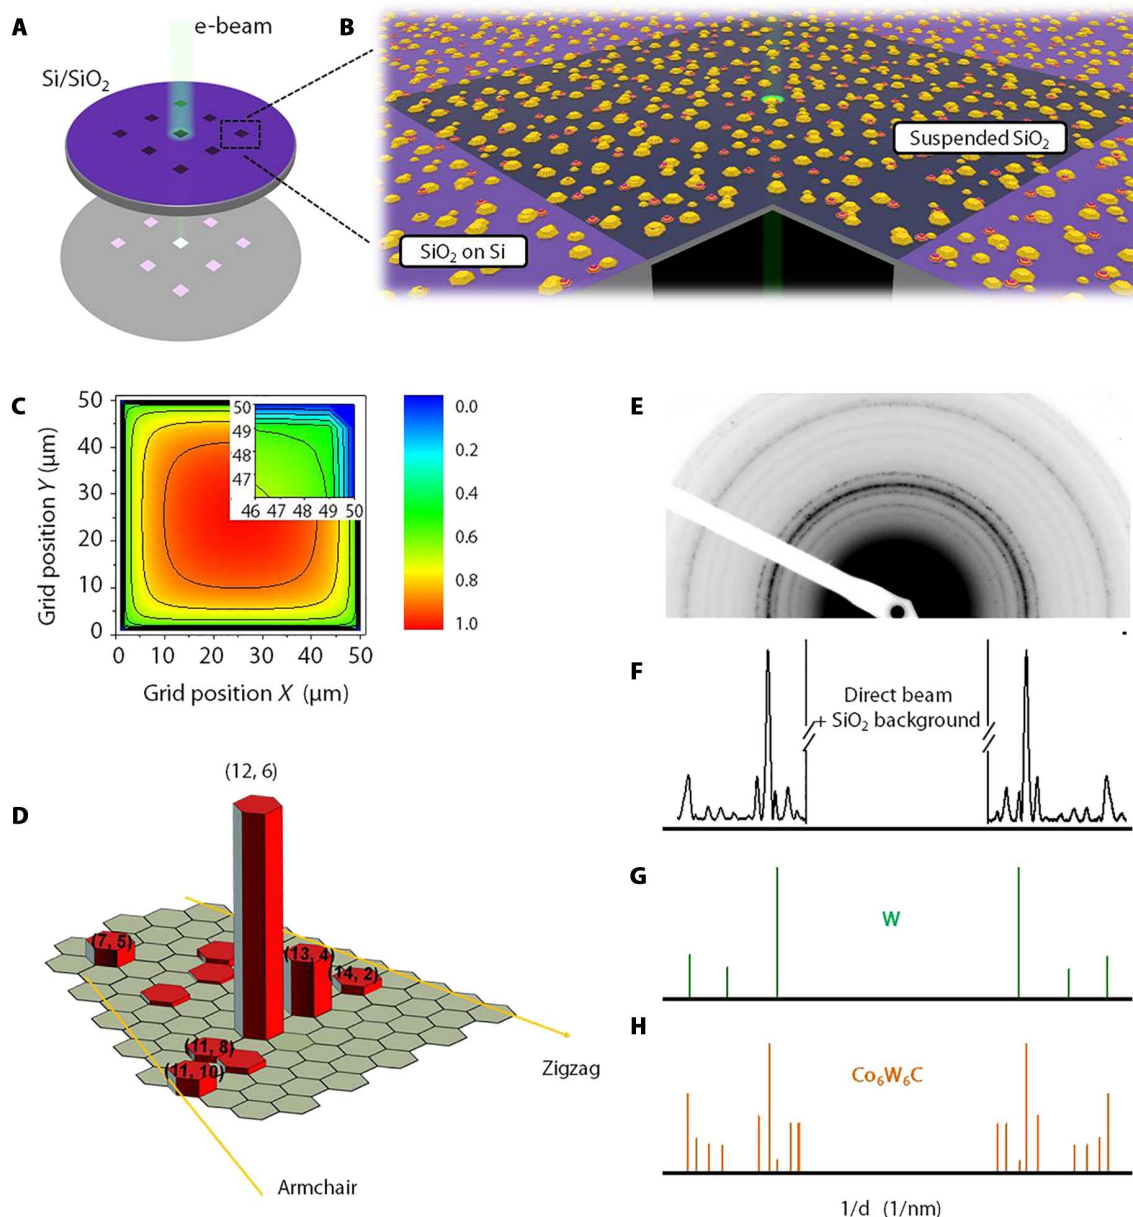 A
e-beam
B
Si/SiO2
Suspended SiO2
SiO2 on Si
C
50
40
30
20
10
0
Grid position Y (µm)
50
49
48
47
46
46 47 48 49 50
0 10 20 30 40 50
Grid position X (µm)
0.0
0.2
0.4
0.6
0.8
1.0
D
(12, 6)
(7, 5)
(13, 4)
(14, 2)
(11, 8)
(11, 10)
Zigzag
Armchair
E
F
Direct beam
+ SiO2 background
G
W
H
Co6W6C
1/d (1/nm)